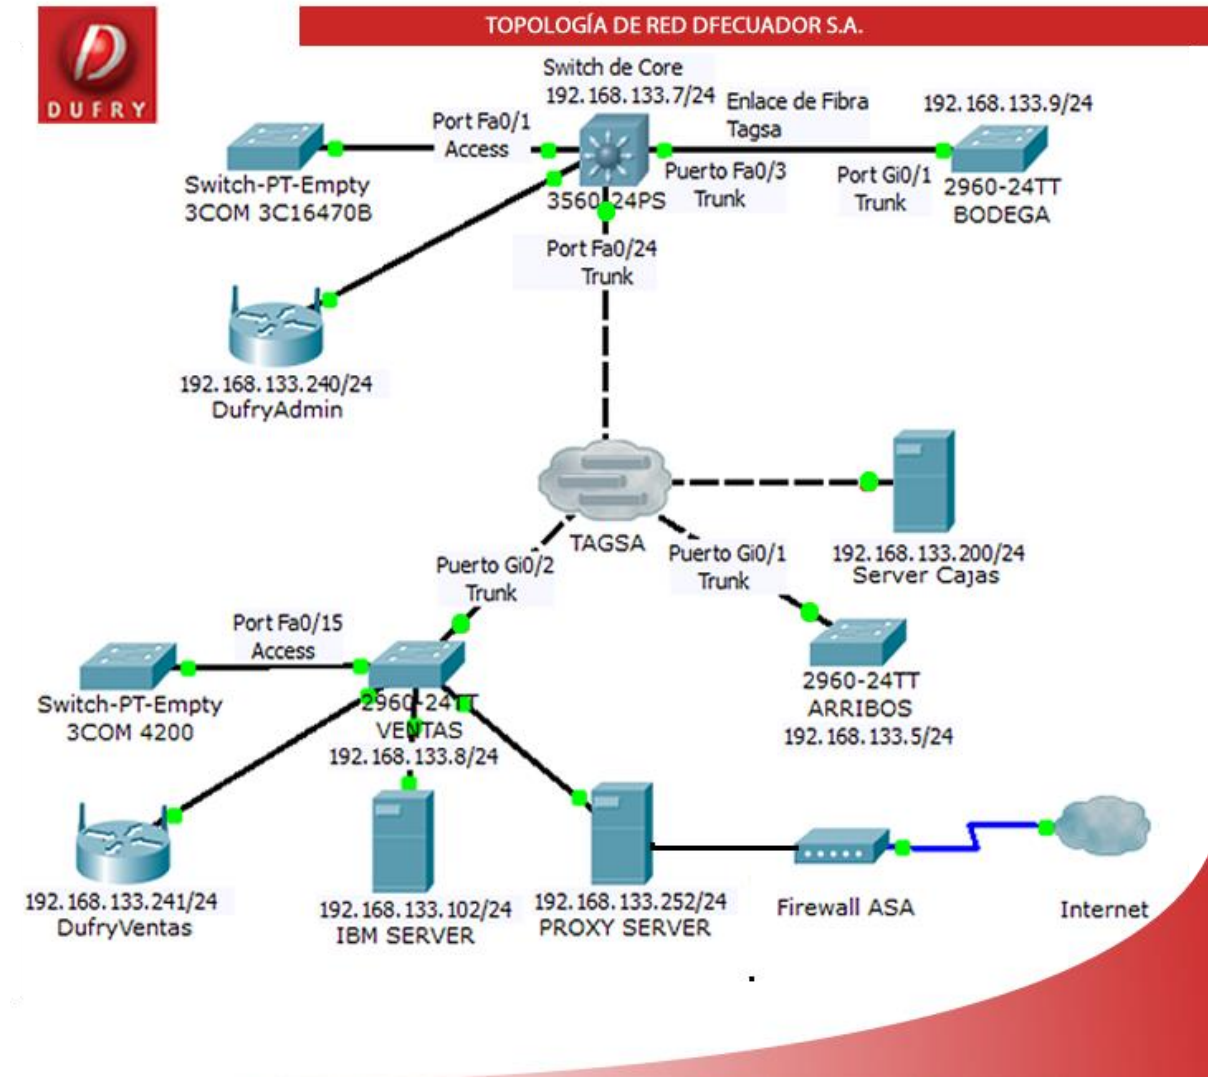 TOPOLOGÍA DE RED DFECUADOR S.A.
DUFRY
Switch de Core
192.168.133.7/24
Enlace de Fibra
Tagsa
192.168.133.9/24
Port Fa0/1
Access
Switch-PT-Empty
3COM 3C16470B
3560-24PS
Puerto Fa0/3
Trunk
Port Gi0/1
Trunk
2960-24TT
BODEGA
Port Fa0/24
Trunk
192.168.133.240/24
DufryAdmin
TAGSA
192.168.133.200/24
Server Cajas
Puerto Gi0/2
Trunk
Puerto Gi0/1
Trunk
Port Fa0/15
Access
Switch-PT-Empty
3COM 4200
2960-24TT
VENTAS
192.168.133.8/24
2960-24TT
ARRIBOS
192.168.133.5/24
192.168.133.241/24
DufryVentas
192.168.133.102/24
IBM SERVER
192.168.133.252/24
PROXY SERVER
Firewall ASA
Internet